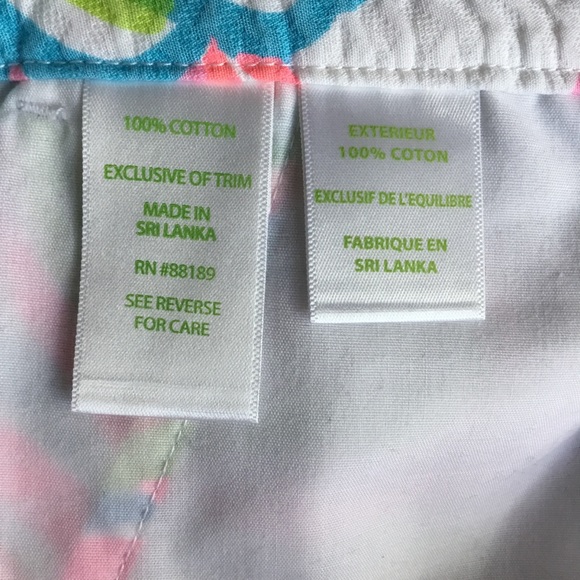 100% COTTON
EXCLUSIVE OF TRIM
MADE IN
SRI LANKA
RN #88189
SEE REVERSE
FOR CARE
EXTERIEUR
100% COTON
EXCLUSIF DE L'EQUILIBRE
FABRIQUE EN
SRI LANKA